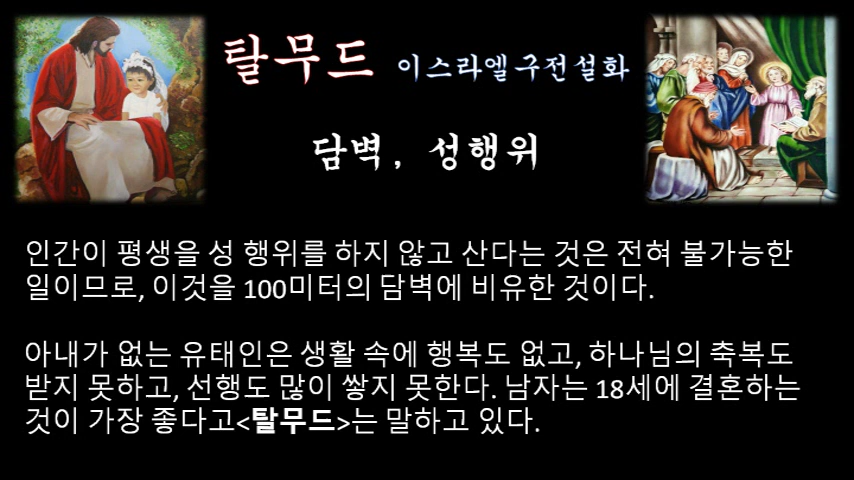 탈무드 이스라엘구전설화
담벽, 성행위
인간이 평생을 성 행위를 하지 않고 산다는 것은 전혀 불가능한
일이므로, 이것을 100미터의 담벽에 비유한 것이다.
아내가 없는 유태인은 생활 속에 행복도 없고, 하나님의 축복도
받지 못하고, 선행도 많이 쌓지 못한다. 남자는 18세에 결혼하는
것이 가장 좋다고<탈무드>는 말하고 있다.